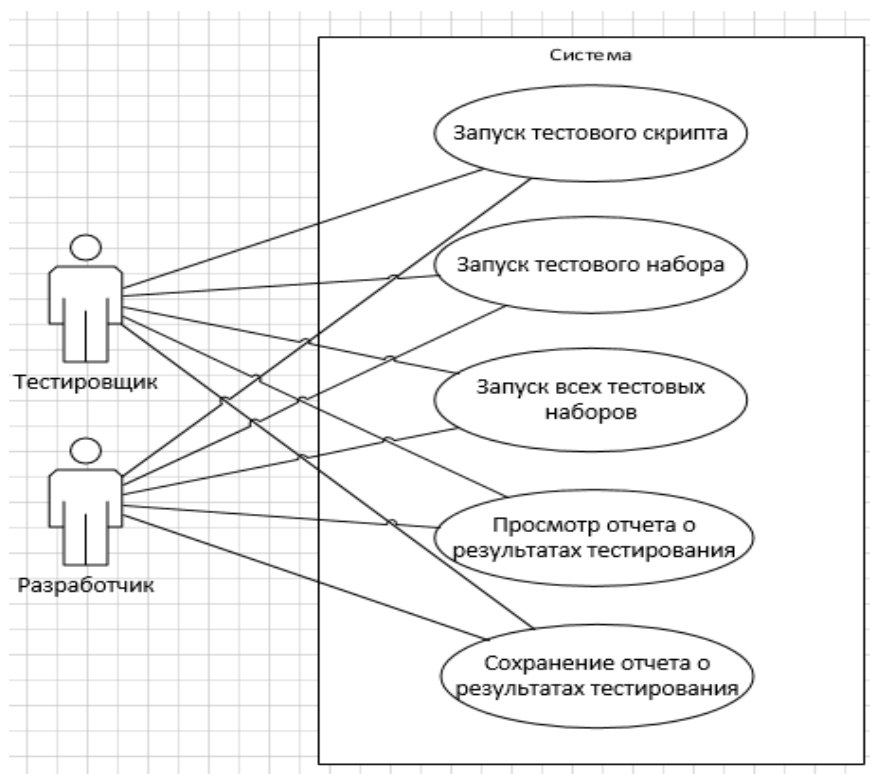 Система
Запуск тестового скрипта
Запуск тестового набора
Тестировщик
Запуск всех тестовых
наборов
Разработчик
Просмотр отчета о
результатах тестирования
Сохранение отчета о
результатах тестирования